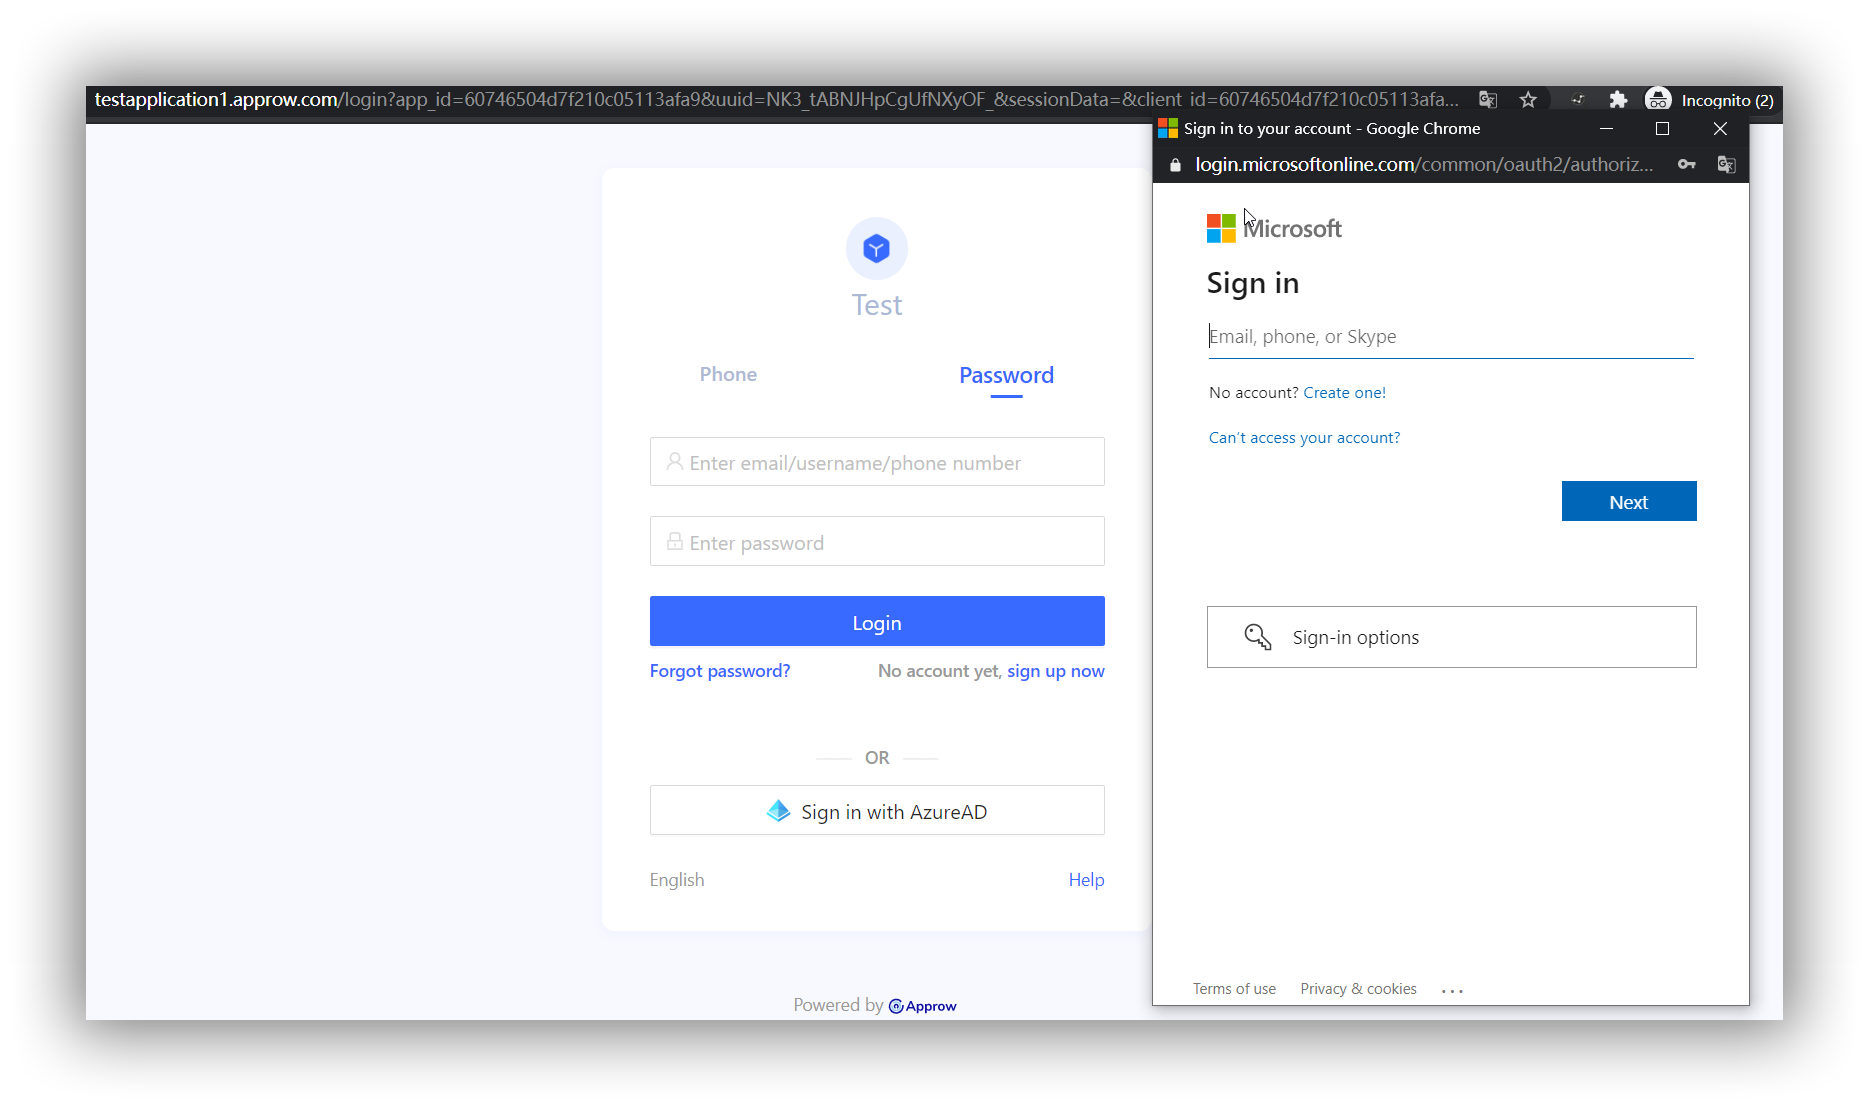 testapplication1.approw.com/login?app_id=60746504d7f210c05113afa9&uuid=NK3_tABNJHpCgUfNXyOF_&sessionData=&client_id=60746504d7f210c05113afa...
Incognito (2)
Test
Phone
Password
Enter email/username/phone number
Enter password
Login
Forgot password?
No account yet, sign up now
OR
Sign in with AzureAD
English
Help
Powered by Approw
Sign in to your account - Google Chrome
login.microsoftonline.com/common/oauth2/authoriz...
Microsoft
Sign in
Email, phone, or Skype
No account? Create one!
Can't access your account?
Next
Sign-in options
Terms of use
Privacy & cookies
...